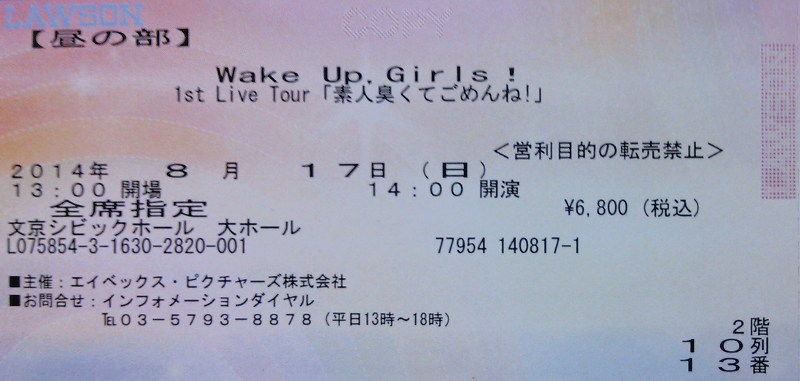 LAWSON
【昼の部】
Wake Up,Girls！
1st Live Tour「素人臭くてごめんね!」
＜営利目的の転売禁止＞
２０１４年 ８ 月 １７日 （日）
１３：００ 開場 １４：００ 開演
全席指定 ¥6,800（税込）
文京シビックホール 大ホール
L075854-3-1630-2820-001 77954 140817-1
■主催：エイベックス・ピクチャーズ株式会社
■お問合せ：インフォメーションダイヤル
℡０３－５７９３－８８７８（平日13時～18時）
２階
１０列
１３番